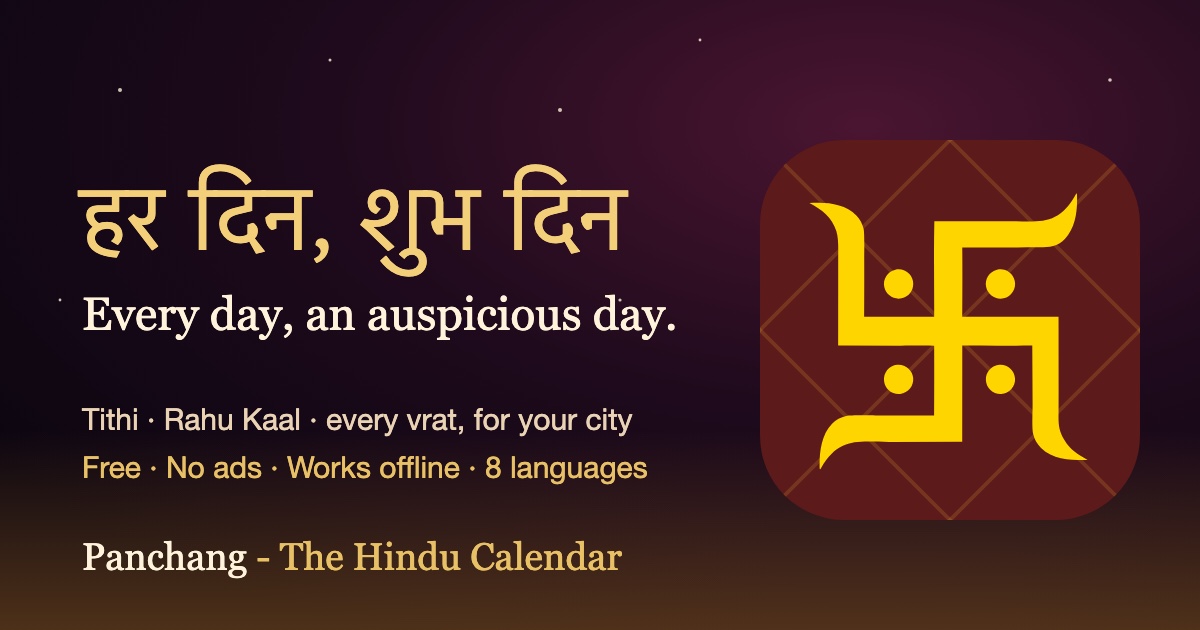 हर दिन, शुभ दिन
Every day, an auspicious day.
Tithi · Rahu Kaal · every vrat, for your city
Free · No ads · Works offline · 8 languages
Panchang - The Hindu Calendar